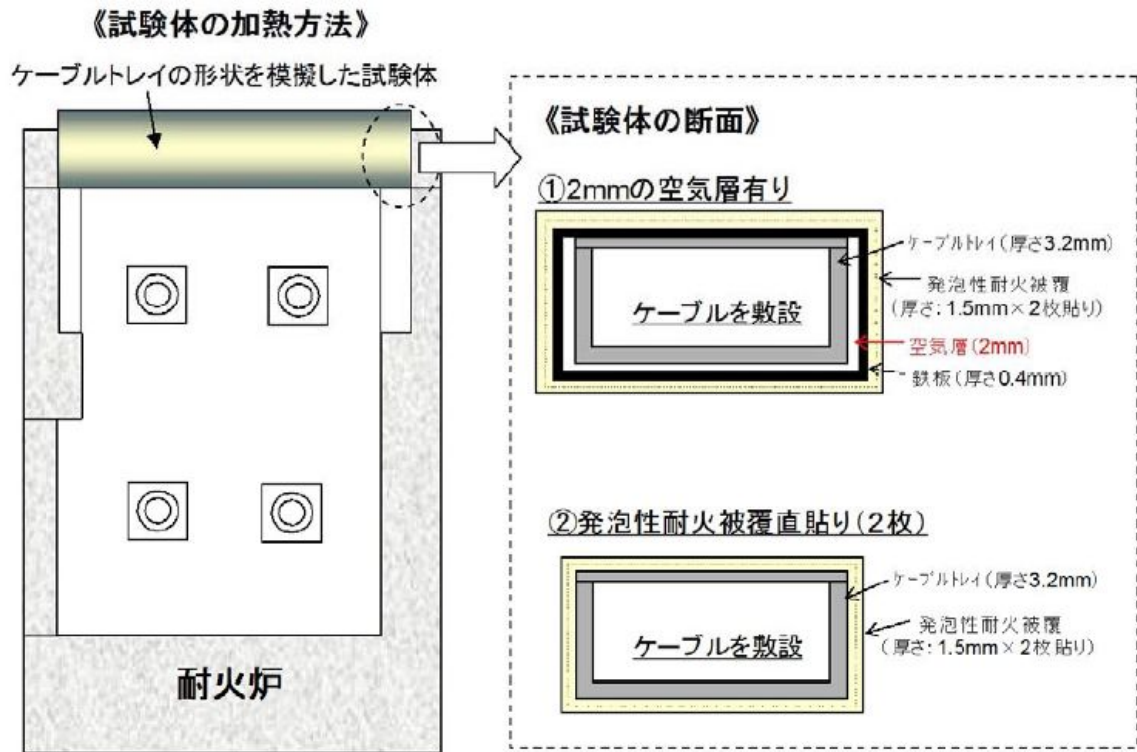 《試験体の加熱方法》
ケーブルトレイの形状を模擬した試験体
耐火炉
《試験体の断面》
①2mmの空気層有り
ケーブルトレイ(厚さ3.2mm)
発泡性耐火被覆
(厚さ:1.5mm×2枚貼り)
空気層(2mm)
鉄板(厚さ0.4mm)
ケーブルを敷設
②発泡性耐火被覆直貼り(2枚)
ケーブルトレイ(厚さ3.2mm)
発泡性耐火被覆
(厚さ:1.5mm×2枚貼り)
ケーブルを敷設